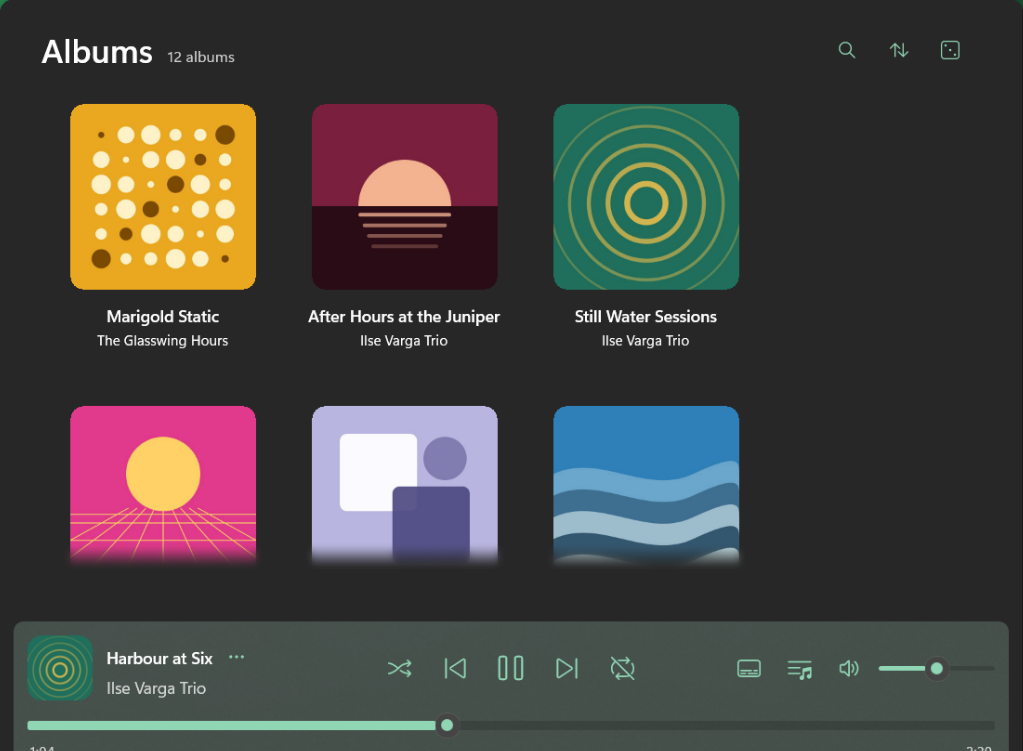 Albums 12 albums
Marigold Static
The Glasswing Hours
After Hours at the Juniper
Ilse Varga Trio
Still Water Sessions
Ilse Varga Trio
Harbour at Six
Ilse Varga Trio